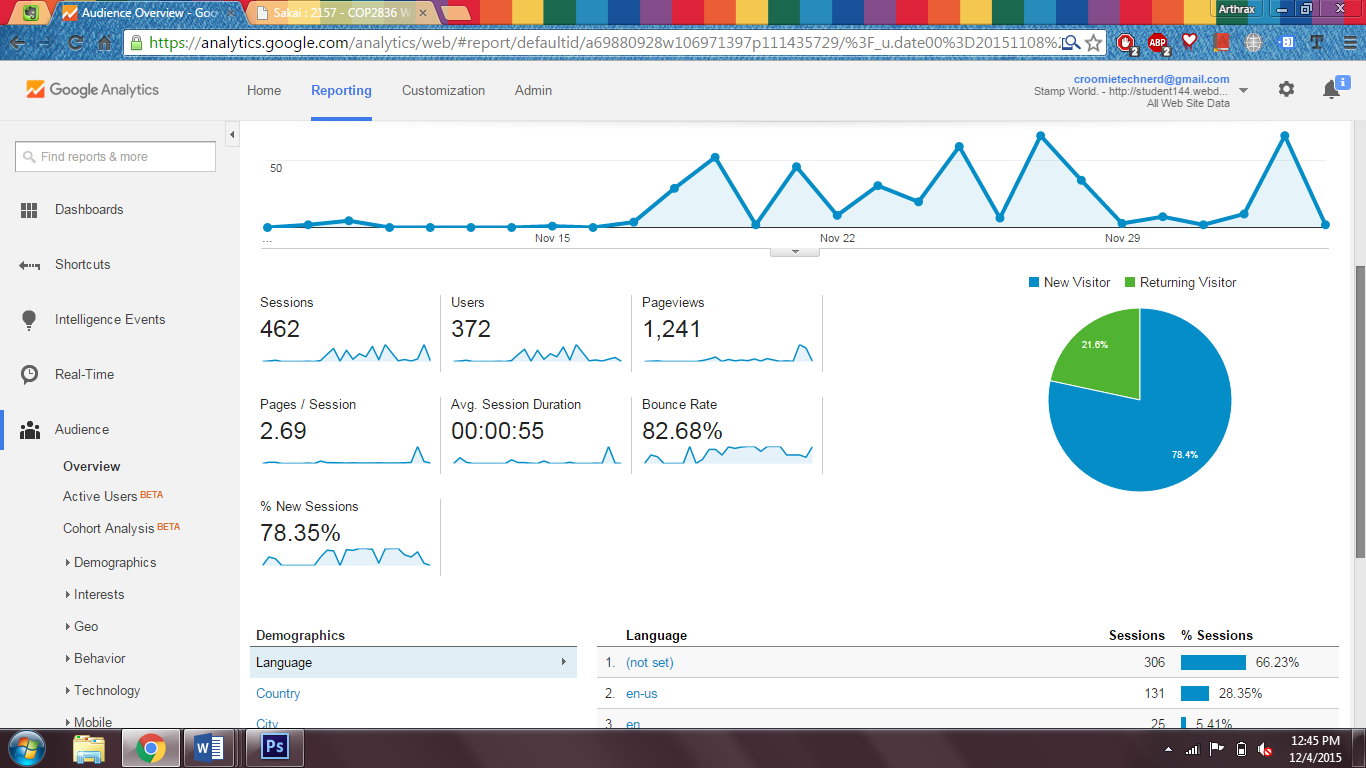 Audience Overview - Goo
Sakai : 2157 - COP2836 W
Arthrax
https://analytics.google.com/analytics/web/#report/defaultid/a69880928w106971397p111435729/%3F_u.date00%3D20151108%
2
ABP
2
Google Analytics
Home
Reporting
Customization
Admin
croomietechnerd@gmail.com
Stamp World. - http://student144.webd...
All Web Site Data
Find reports & more
Dashboards
Shortcuts
Intelligence Events
Real-Time
Audience
Overview
Active Users BETA
Cohort Analysis BETA
Demographics
Interests
Geo
Behavior
Technology
Mobile
50
...
Nov 15
Nov 22
Nov 29
New Visitor
Returning Visitor
21.6%
78.4%
Sessions
462
Users
372
Pageviews
1,241
Pages / Session
2.69
Avg. Session Duration
00:00:55
Bounce Rate
82.68%
% New Sessions
78.35%
Demographics
Language
Country
City
Language Sessions % Sessions
1. (not set) 306 66.23%
2. en-us 131 28.35%
3. en 25 5.41%
W
Ps
12:45 PM
12/4/2015